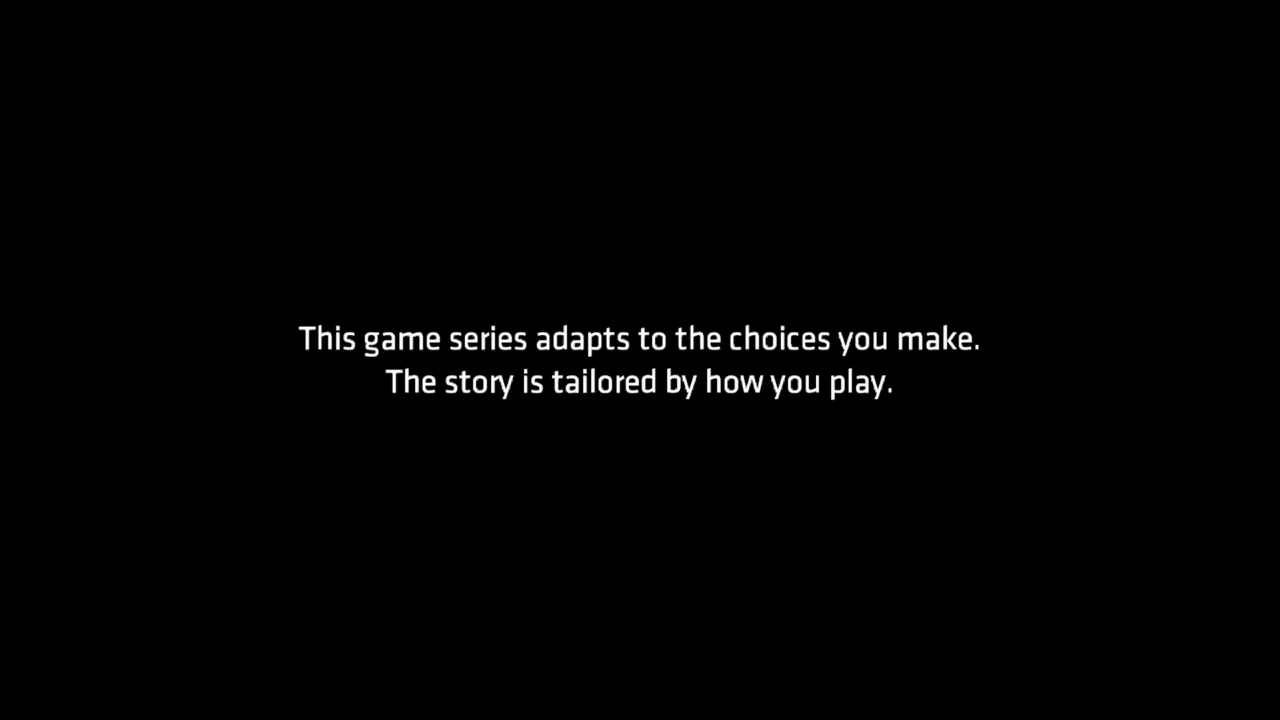 This game series adapts to the choices you make.
The story is tailored by how you play.